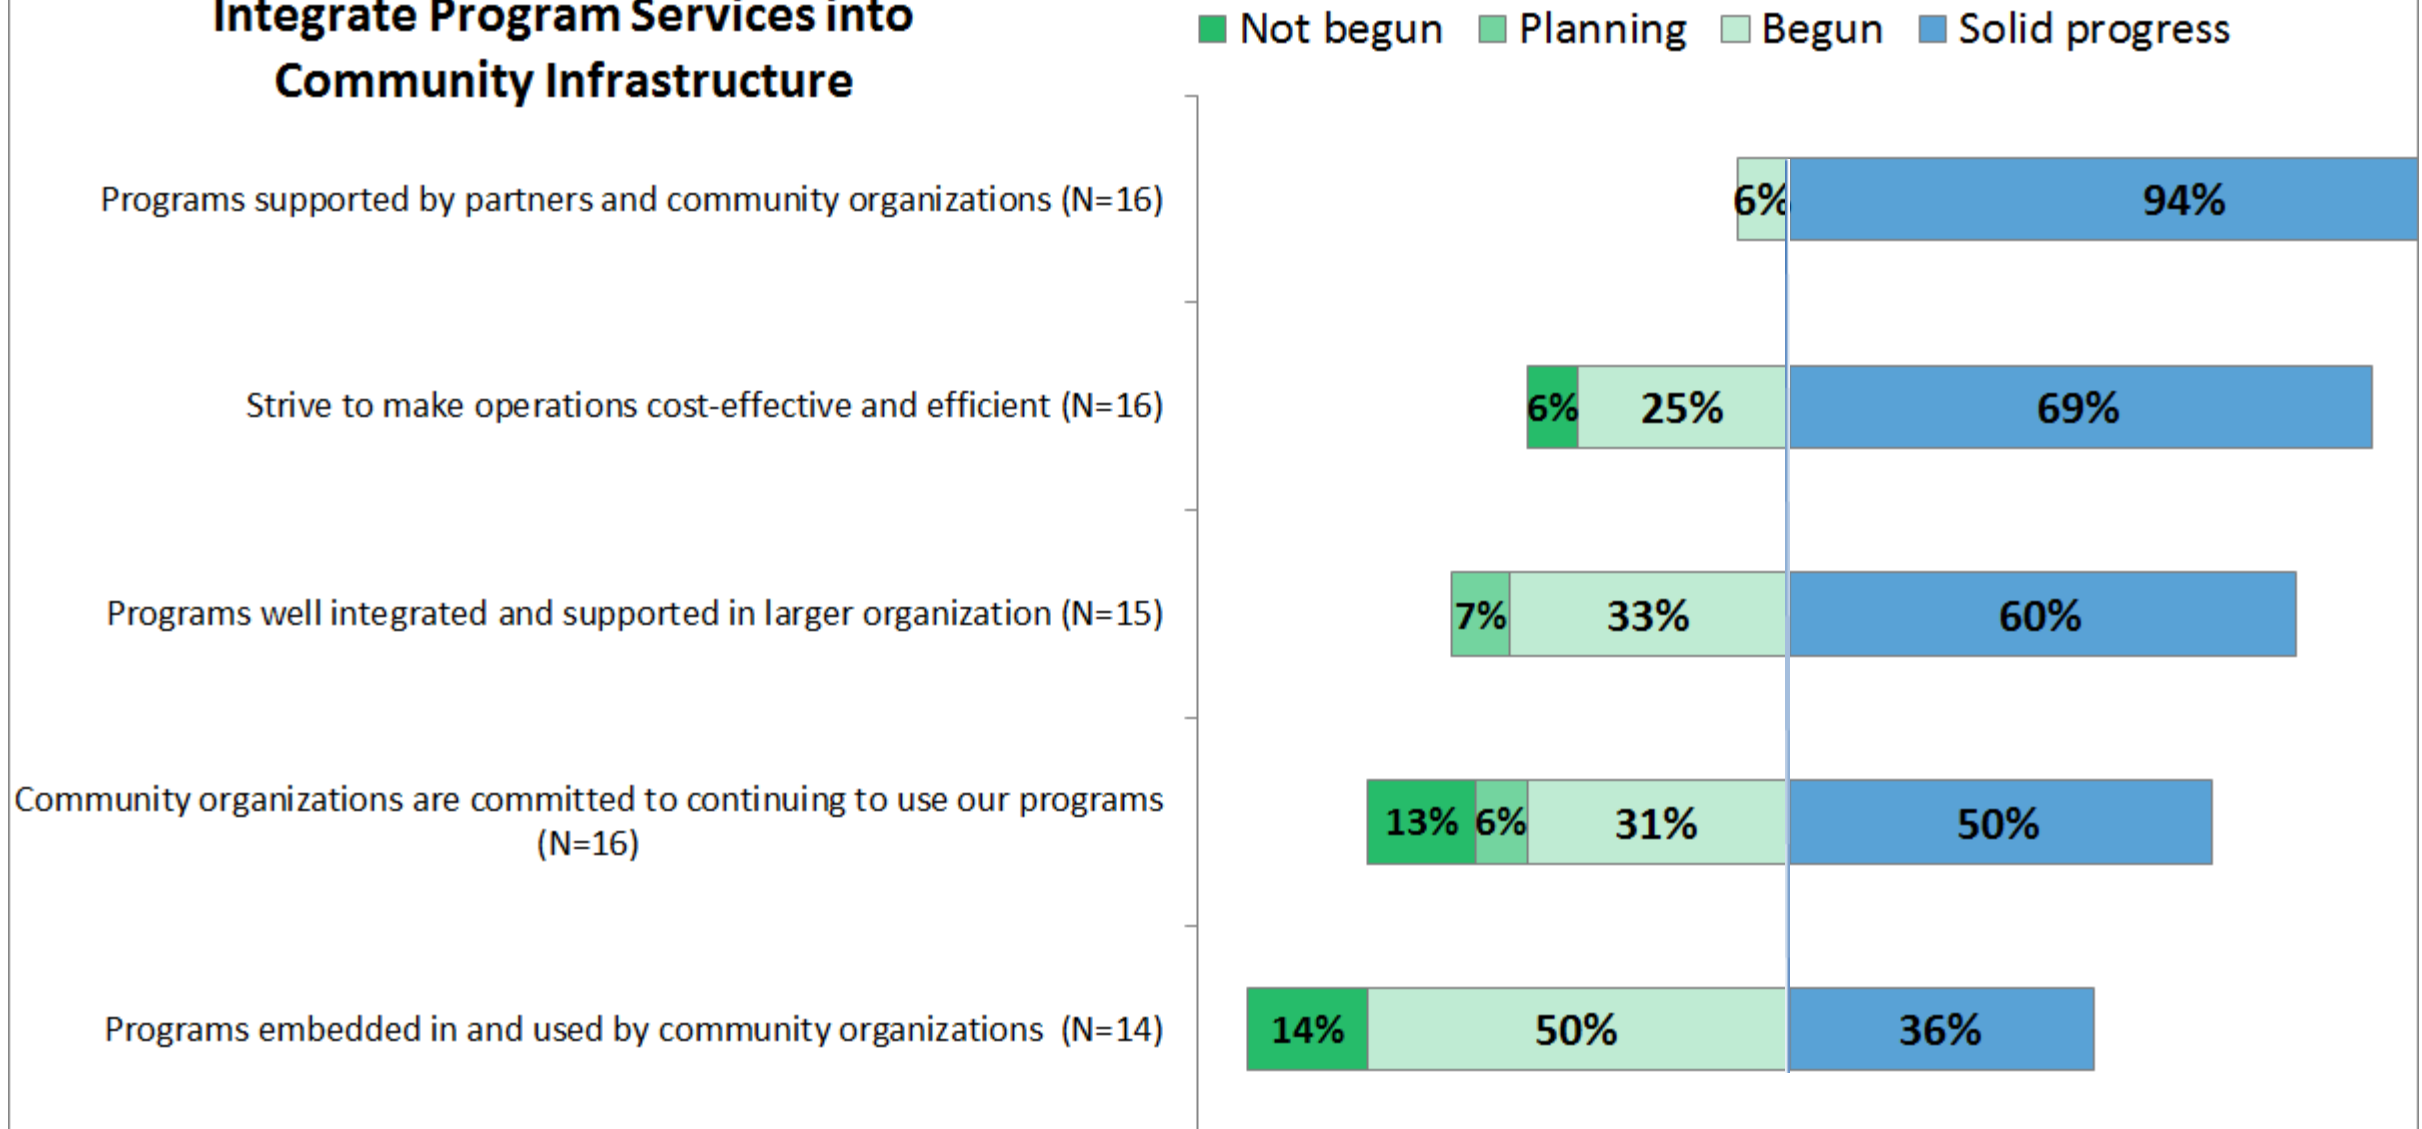 Integrate Program Services into
Community Infrastructure
Not begun Planning Begun Solid progress
Programs supported by partners and community organizations (N=16)
6% 94%
Strive to make operations cost-effective and efficient (N=16)
6% 25% 69%
Programs well integrated and supported in larger organization (N=15)
7% 33% 60%
Community organizations are committed to continuing to use our programs
(N=16)
13% 6% 31% 50%
Programs embedded in and used by community organizations (N=14)
14% 50% 36%